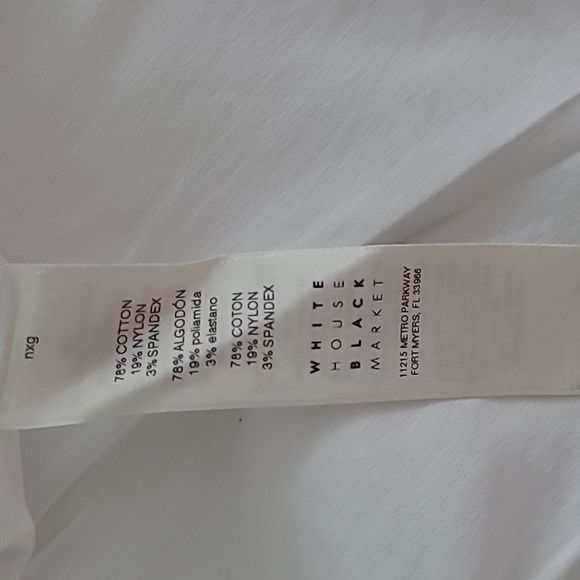 nxg
78% COTTON
19% NYLON
3% SPANDEX
78% ALGODÓN
19% poliamida
3% elastano
78% COTON
19% NYLON
3% SPANDEX
WHITE
HOUSE
BLACK
MARKET
11215 METRO PARKWAY
FORT MYERS, FL 33966